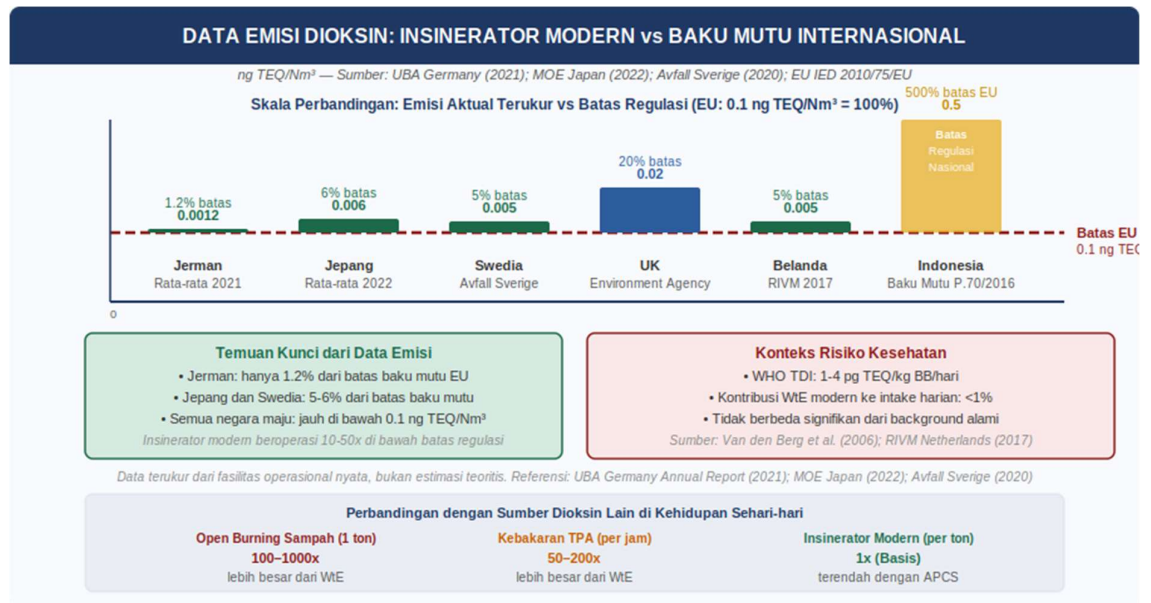 DATA EMISI DIOKSIN: INSINERATOR MODERN vs BAKU MUTU INTERNASIONAL
ng TEQ/Nm³ — Sumber: UBA Germany (2021); MOE Japan (2022); Avfall Sverige (2020); EU IED 2010/75/EU
Skala Perbandingan: Emisi Aktual Terukur vs Batas Regulasi (EU: 0.1 ng TEQ/Nm³ = 100%)
500% batas EU
0.5
Batas
Regulasi
Nasional
20% batas
0.02
6% batas
0.006
5% batas
0.005
5% batas
0.005
1.2% batas
0.0012
Batas EU
0.1 ng TEQ
Jerman
Rata-rata 2021
Jepang
Rata-rata 2022
Swedia
Avfall Sverige
UK
Environment Agency
Belanda
RIVM 2017
Indonesia
Baku Mutu P.70/2016
0
Temuan Kunci dari Data Emisi
• Jerman: hanya 1.2% dari batas baku mutu EU
• Jepang dan Swedia: 5-6% dari batas baku mutu
• Semua negara maju: jauh di bawah 0.1 ng TEQ/Nm³
Insinerator modern beroperasi 10-50x di bawah batas regulasi
Konteks Risiko Kesehatan
• WHO TDI: 1-4 pg TEQ/kg BB/hari
• Kontribusi WtE modern ke intake harian: <1%
• Tidak berbeda signifikan dari background alami
Sumber: Van den Berg et al. (2006); RIVM Netherlands (2017)
Data terukur dari fasilitas operasional nyata, bukan estimasi teoritis. Referensi: UBA Germany Annual Report (2021); MOE Japan (2022); Avfall Sverige (2020)
Perbandingan dengan Sumber Dioksin Lain di Kehidupan Sehari-hari
Open Burning Sampah (1 ton)
100–1000x
lebih besar dari WtE
Kebakaran TPA (per jam)
50–200x
lebih besar dari WtE
Insinerator Modern (per ton)
1x (Basis)
terendah dengan APCS